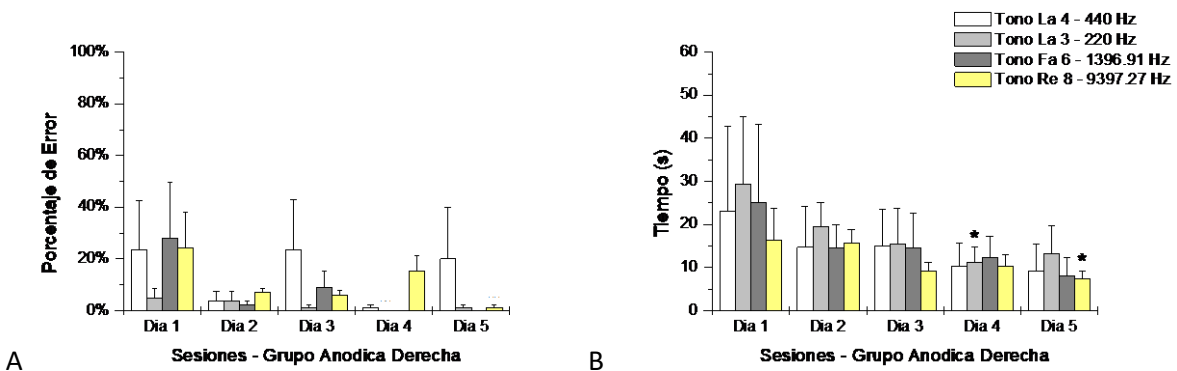 100%
80%
60%
40%
20%
0%
Porcentaje de Error
Dia 1 Dia 2 Dia 3 Dia 4 Dia 5
Sesiones - Grupo Anodica Derecha
A
Tono La 4 - 440 Hz
Tono La 3 - 220 Hz
Tono Fa 6 - 1396.91 Hz
Tono Re 8 - 9397.27 Hz
60
50
40
30
20
10
0
Tiempo (s)
* *
Dia 1 Dia 2 Dia 3 Dia 4 Dia 5
Sesiones - Grupo Anodica Derecha
B